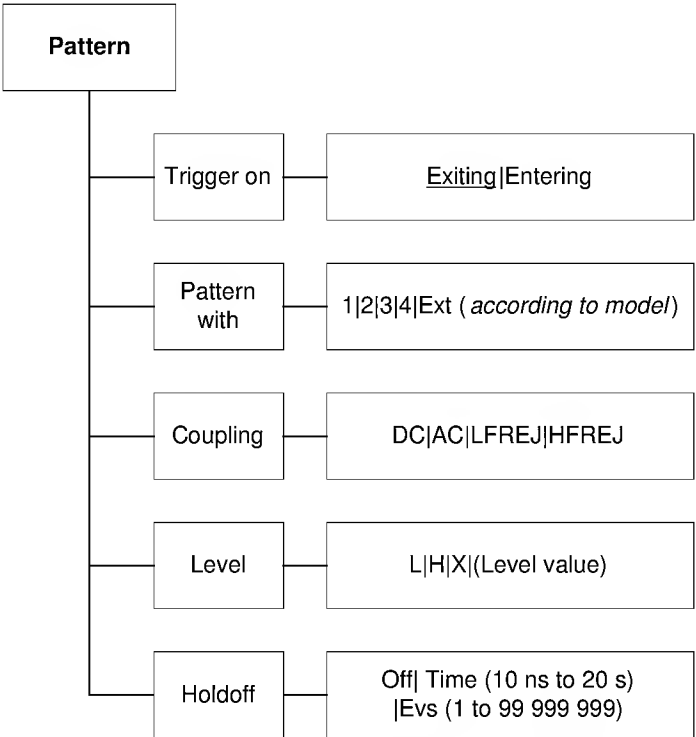 Pattern
Trigger on
Exiting|Entering
Pattern
with
1|2|3|4|Ext (according to model)
Coupling
DC|AC|LFREJ|HFREJ
Level
L|H|X|(Level value)
Holdoff
Off| Time (10 ns to 20 s)
|Evs (1 to 99 999 999)